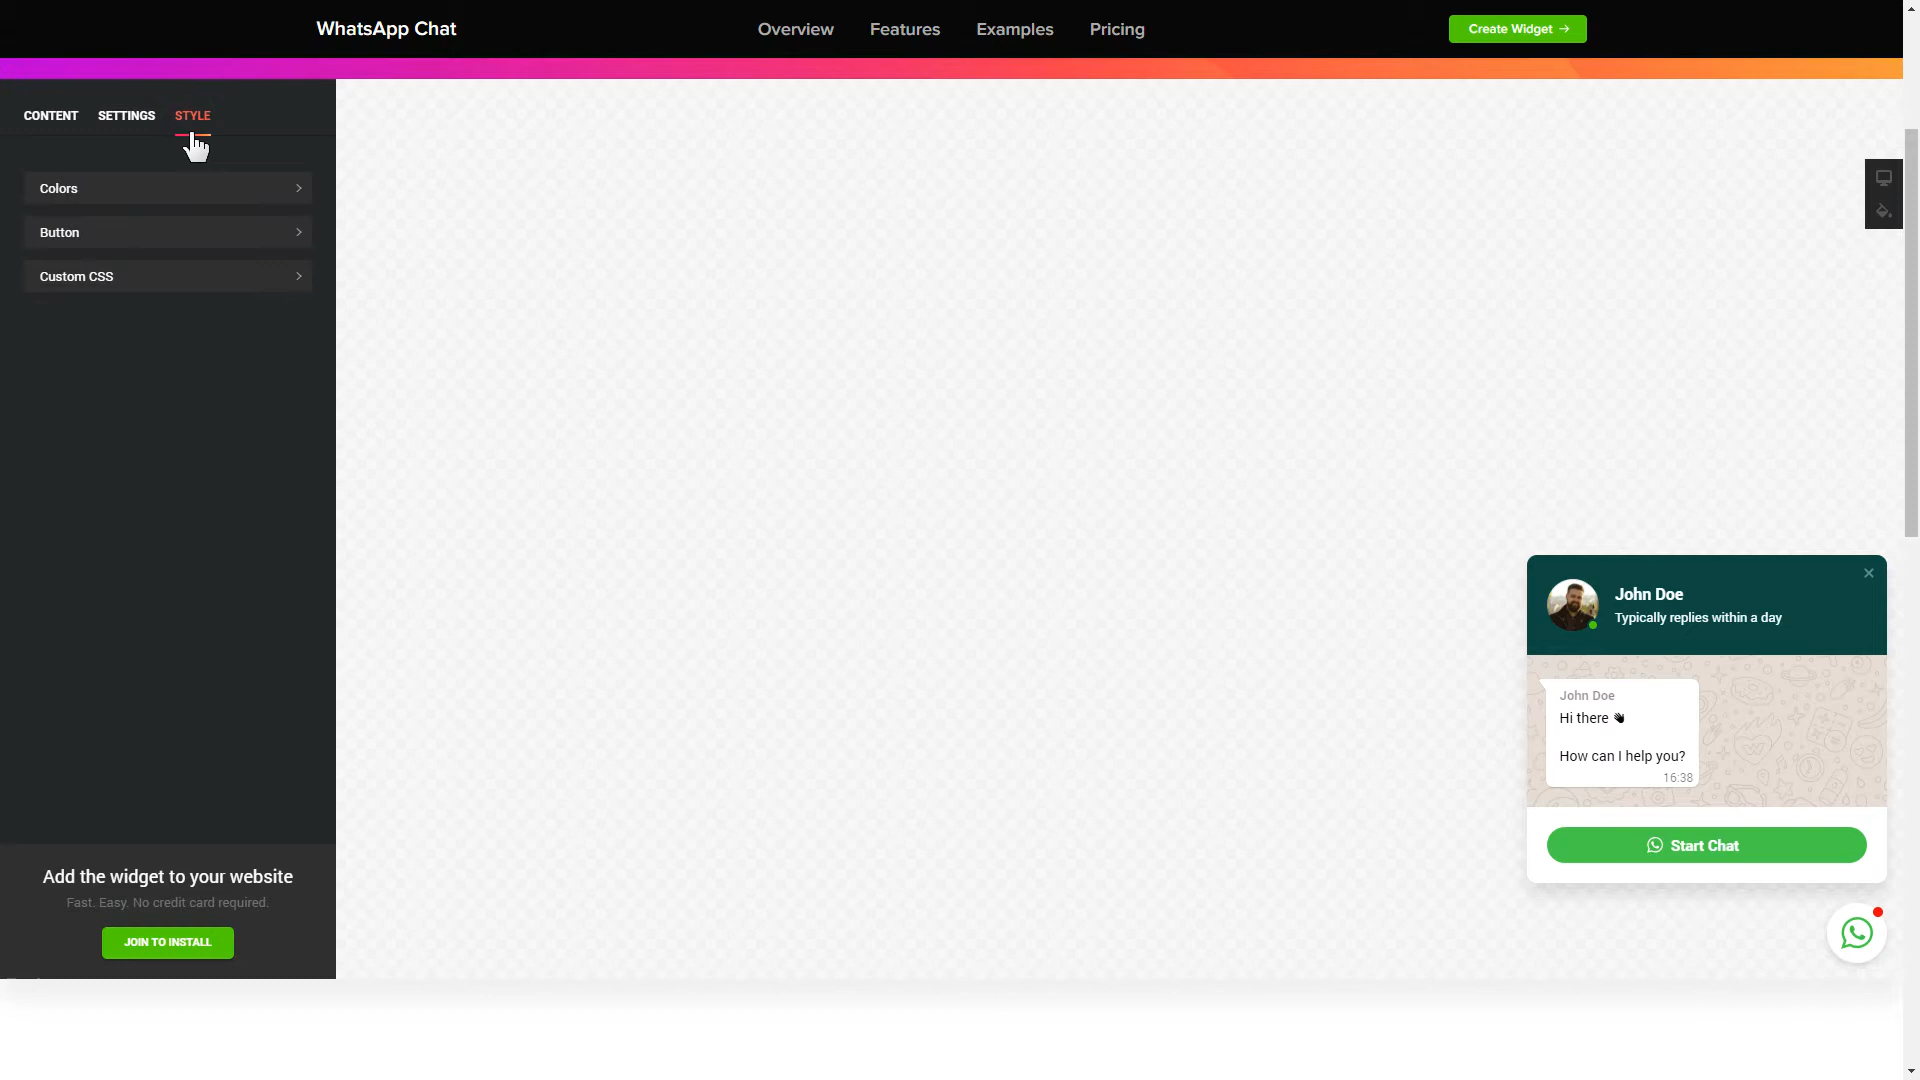 WhatsApp Chat
Overview
Features
Examples
Pricing
Create Widget
CONTENT
SETTINGS
STYLE
Colors
Button
Custom CSS
John Doe
Typically replies within a day
John Doe
Hi there 👋
How can I help you?
16:38
Start Chat
Add the widget to your website
Fast. Easy. No credit card required.
JOIN TO INSTALL